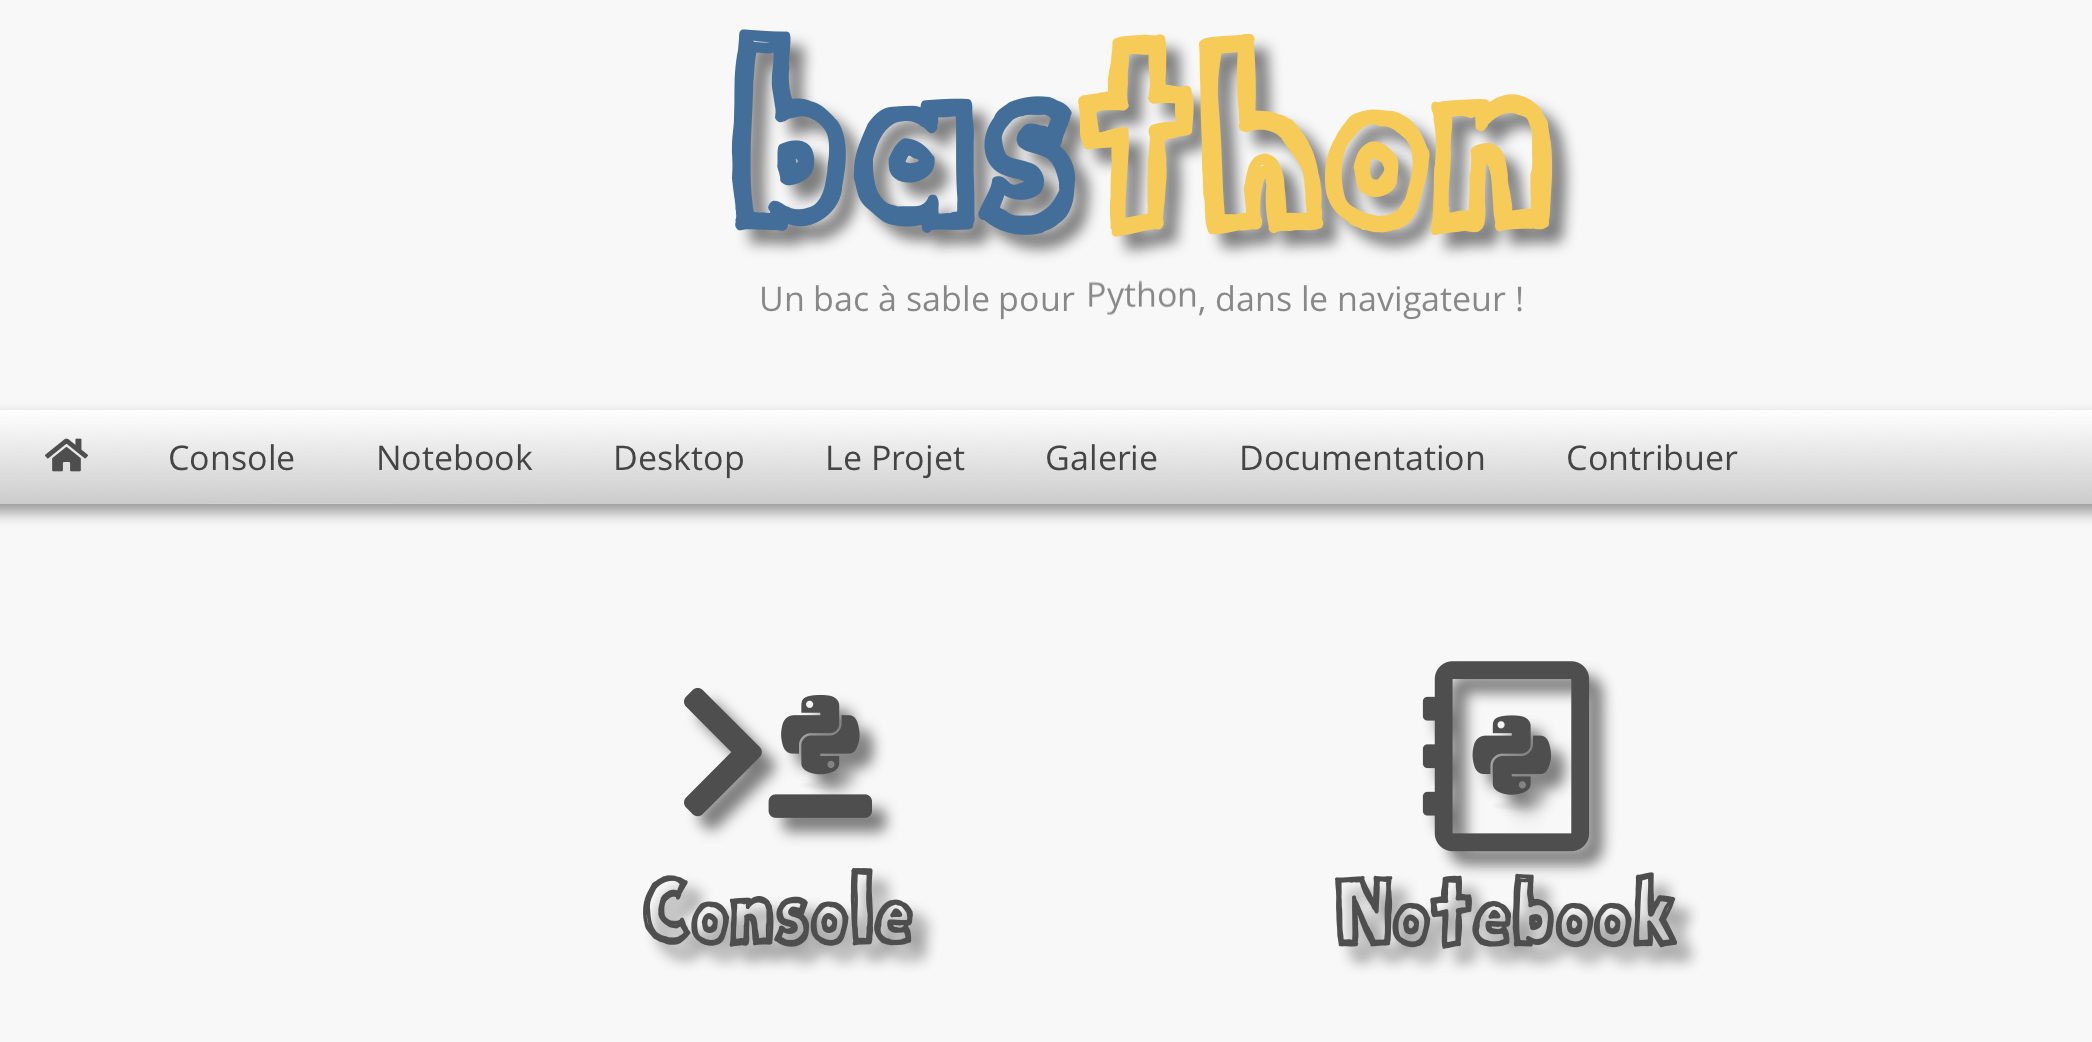 basthon
Un bac à sable pour Python, dans le navigateur !
Console Notebook Desktop Le Projet Galerie Documentation Contribuer
Console Notebook